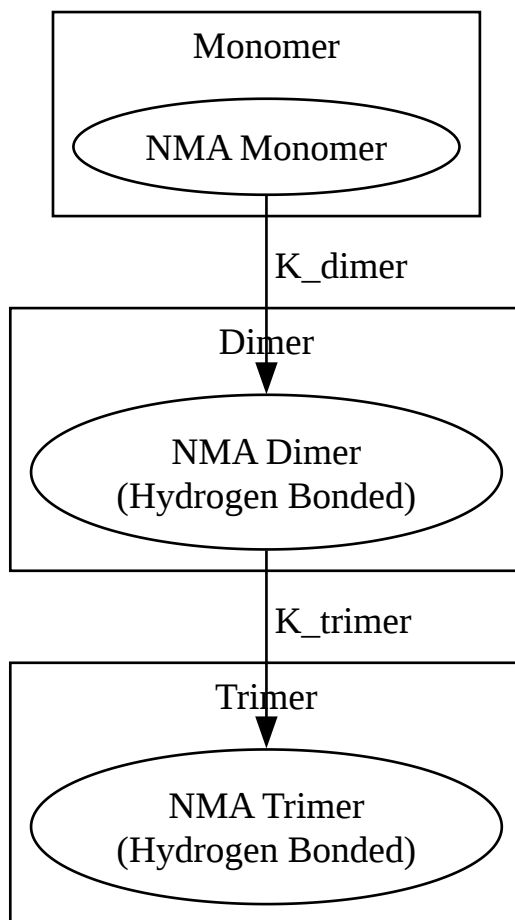 Monomer
NMA Monomer
K_dimer
Dimer
NMA Dimer
(Hydrogen Bonded)
K_trimer
Trimer
NMA Trimer
(Hydrogen Bonded)